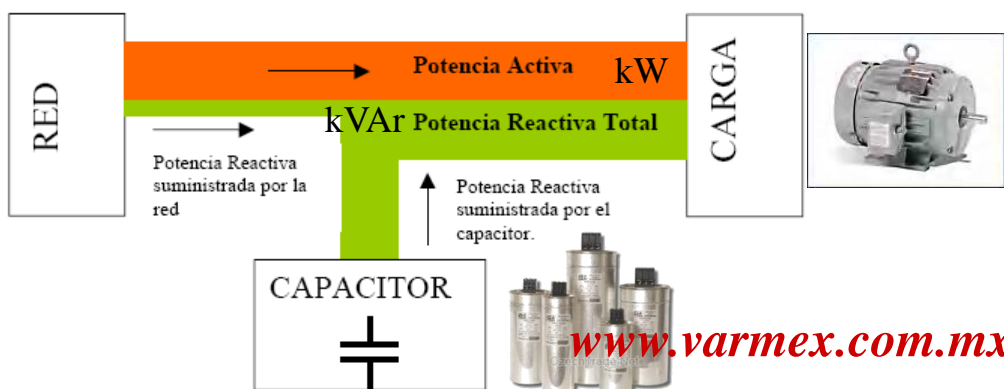 RED
Potencia Activa kW
kVAr Potencia Reactiva Total
CARGA
Potencia Reactiva
suministrada por la
red
Potencia Reactiva
suministrada por el
capacitor.
CAPACITOR
www.varmex.com.mx